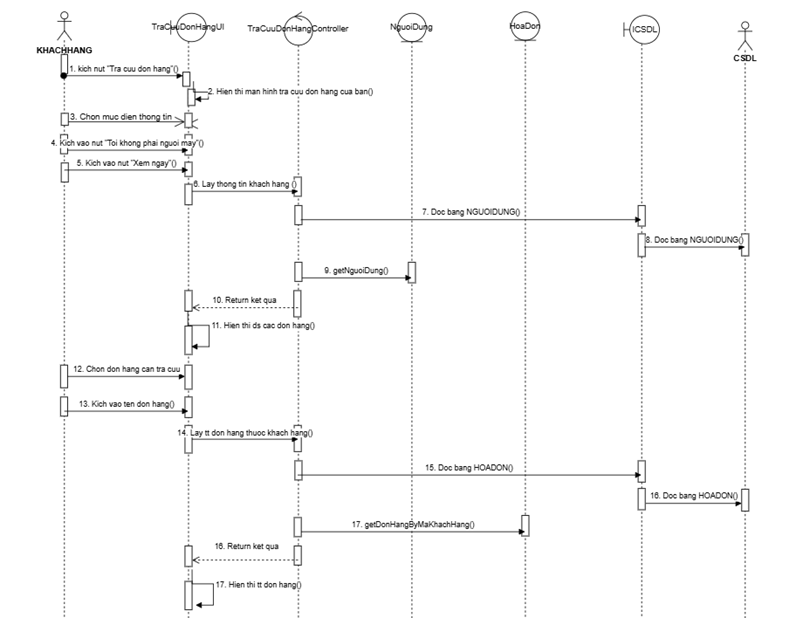 KHACHHANG
TraCuuDonHangUI
TraCuuDonHangController
NguoiDung
HoaDon
ICSDL
CSDL
1. kich nut "Tra cuu don hang"()
2. Hien thi man hinh tra cuu don hang cua ban()
3. Chon muc dien thong tin
4. Kich vao nut "Toi khong phai nguoi may"()
5. Kich vao nut "Xem ngay"()
6. Lay thong tin khach hang ()
7. Doc bang NGUOIDUNG()
8. Doc bang NGUOIDUNG()
9. getNguoiDung()
10. Return ket qua
11. Hien thi ds cac don hang()
12. Chon don hang can tra cuu
13. Kich vao ten don hang()
14. Lay tt don hang thuoc khach hang()
15. Doc bang HOADON()
16. Doc bang HOADON()
17. getDonHangByMaKhachHang()
16. Return ket qua
17. Hien thi tt don hang()